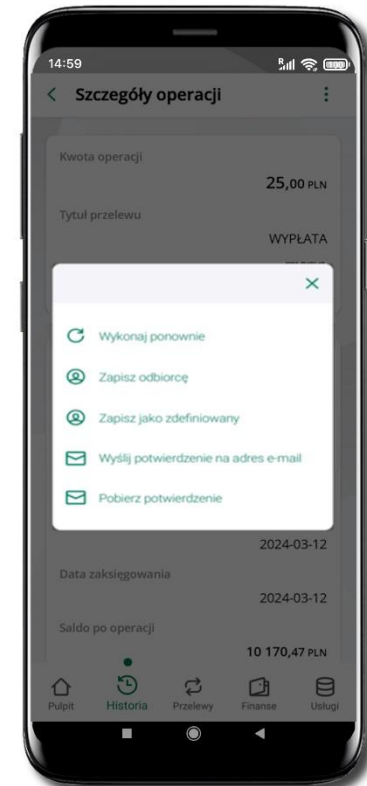 14:59
Szczegóły operacji
Kwota operacji
25,00 PLN
Tytuł przelewu
WYPŁATA
Wykonaj ponownie
Zapisz odbiorcę
Zapisz jako zdefiniowany
Wyślij potwierdzenie na adres e-mail
Pobierz potwierdzenie
2024-03-12
Data zaksięgowania
2024-03-12
Saldo po operacji
10 170,47 PLN
Pulpit Historia Przelewy Finanse Usługi